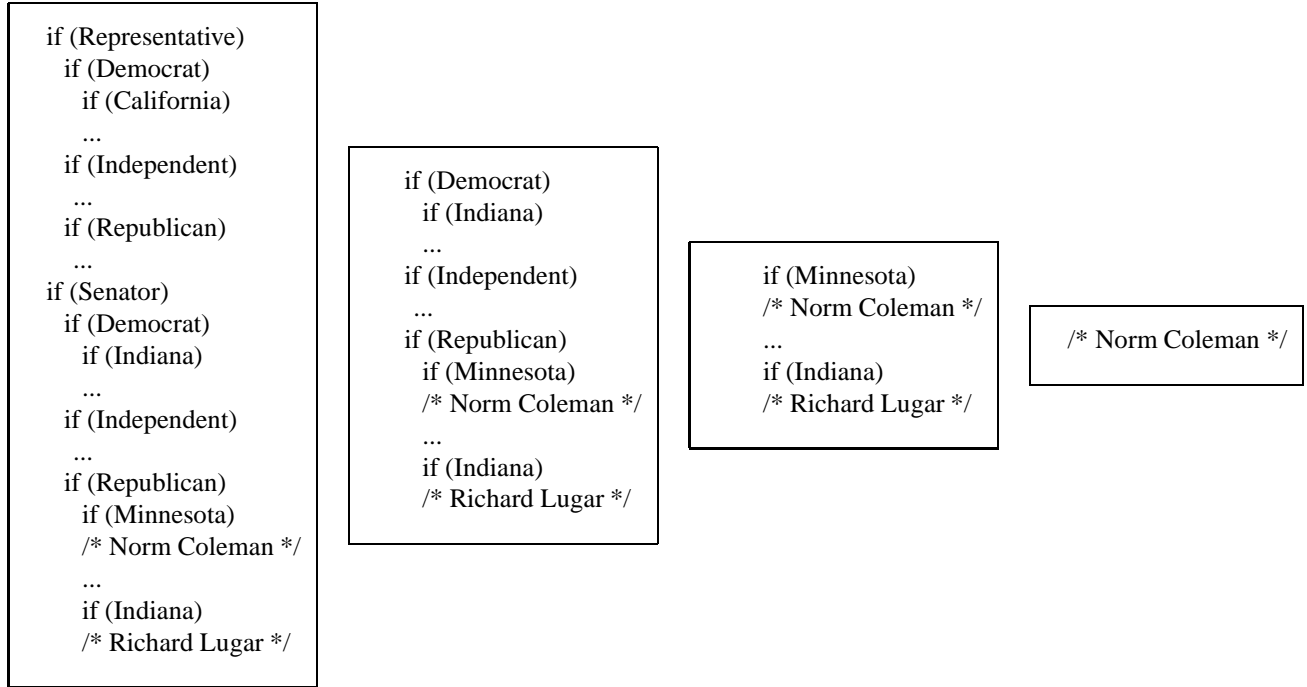 if (Representative)
if (Democrat)
if (California)
...
if (Independent)
...
if (Republican)
...
if (Senator)
if (Democrat)
if (Indiana)
...
if (Independent)
...
if (Republican)
if (Minnesota)
/* Norm Coleman */
...
if (Indiana)
/* Richard Lugar */
if (Democrat)
if (Indiana)
...
if (Independent)
...
if (Republican)
if (Minnesota)
/* Norm Coleman */
...
if (Indiana)
/* Richard Lugar */
if (Minnesota)
/* Norm Coleman */
...
if (Indiana)
/* Richard Lugar */
/* Norm Coleman */